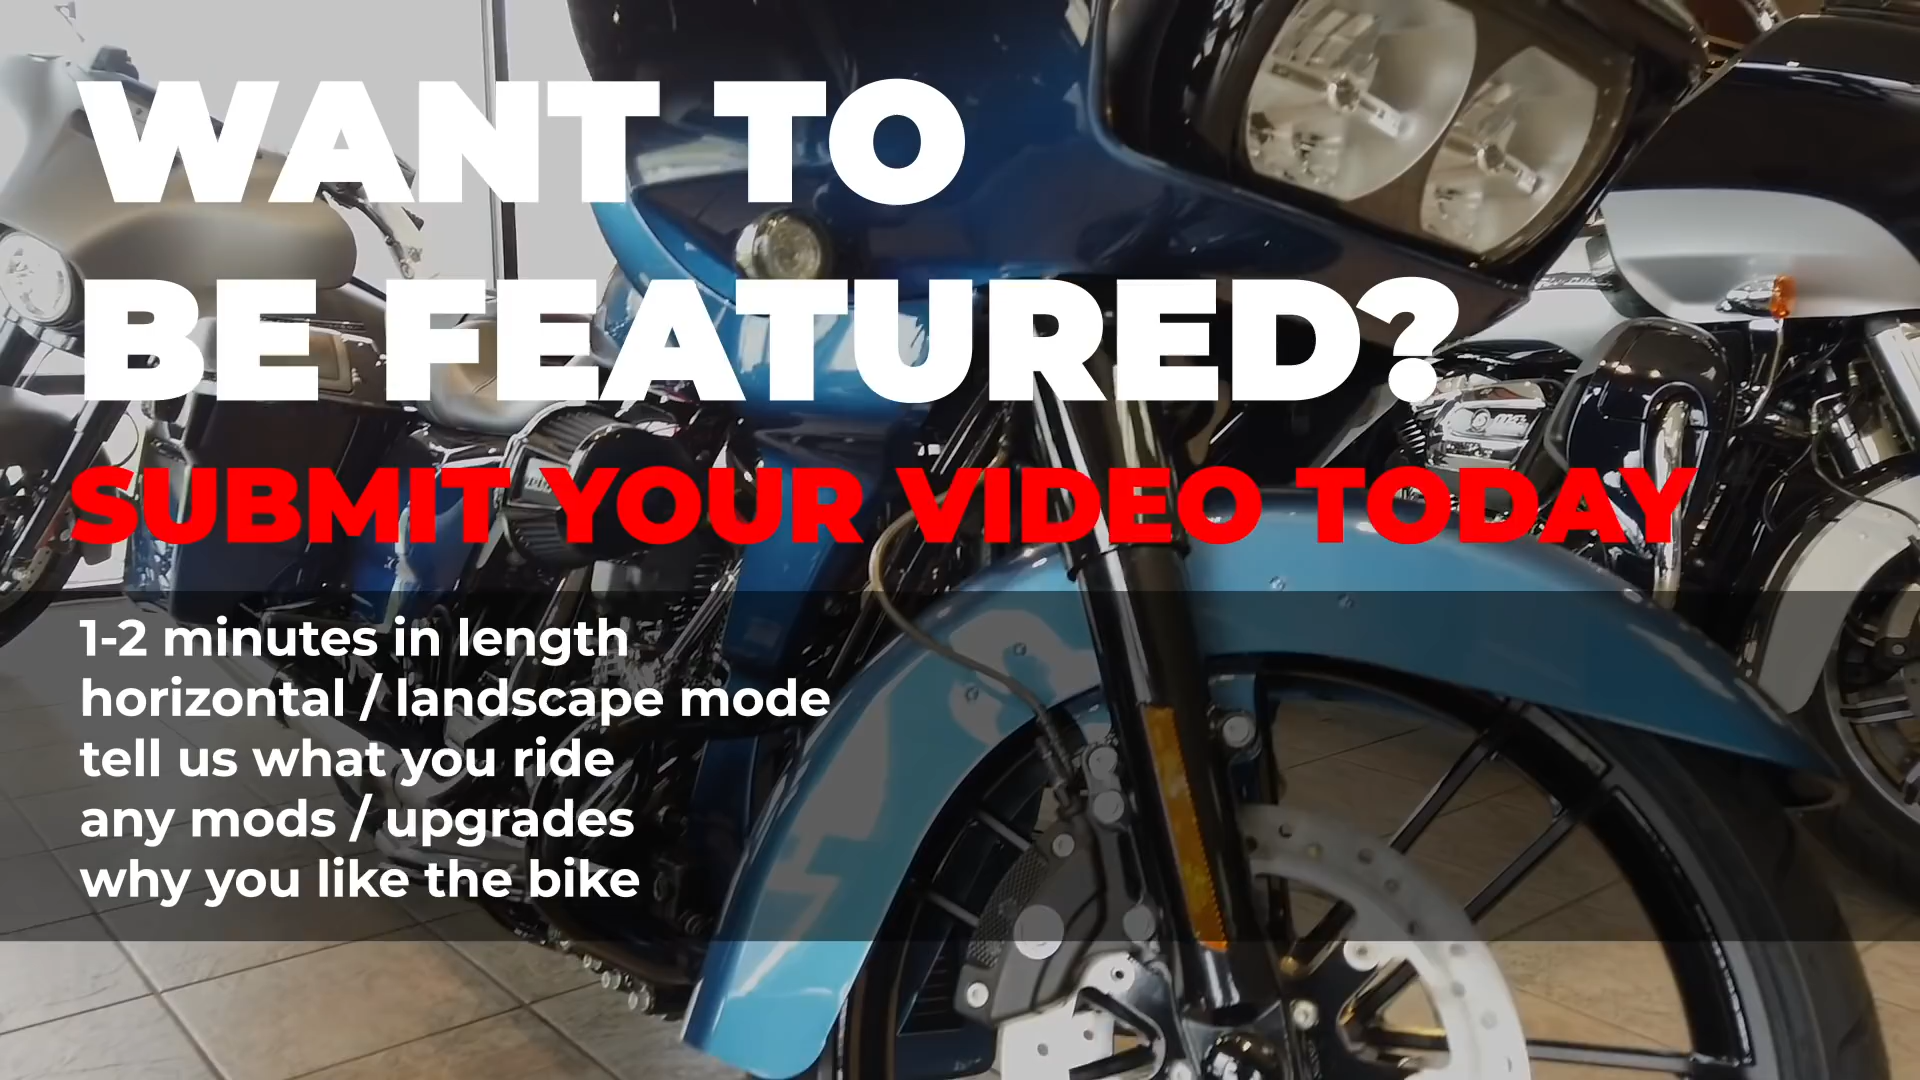 WANT TO
BE FEATURED?
SUBMIT YOUR VIDEO TODAY
1-2 minutes in length
horizontal / landscape mode
tell us what you ride
any mods / upgrades
why you like the bike